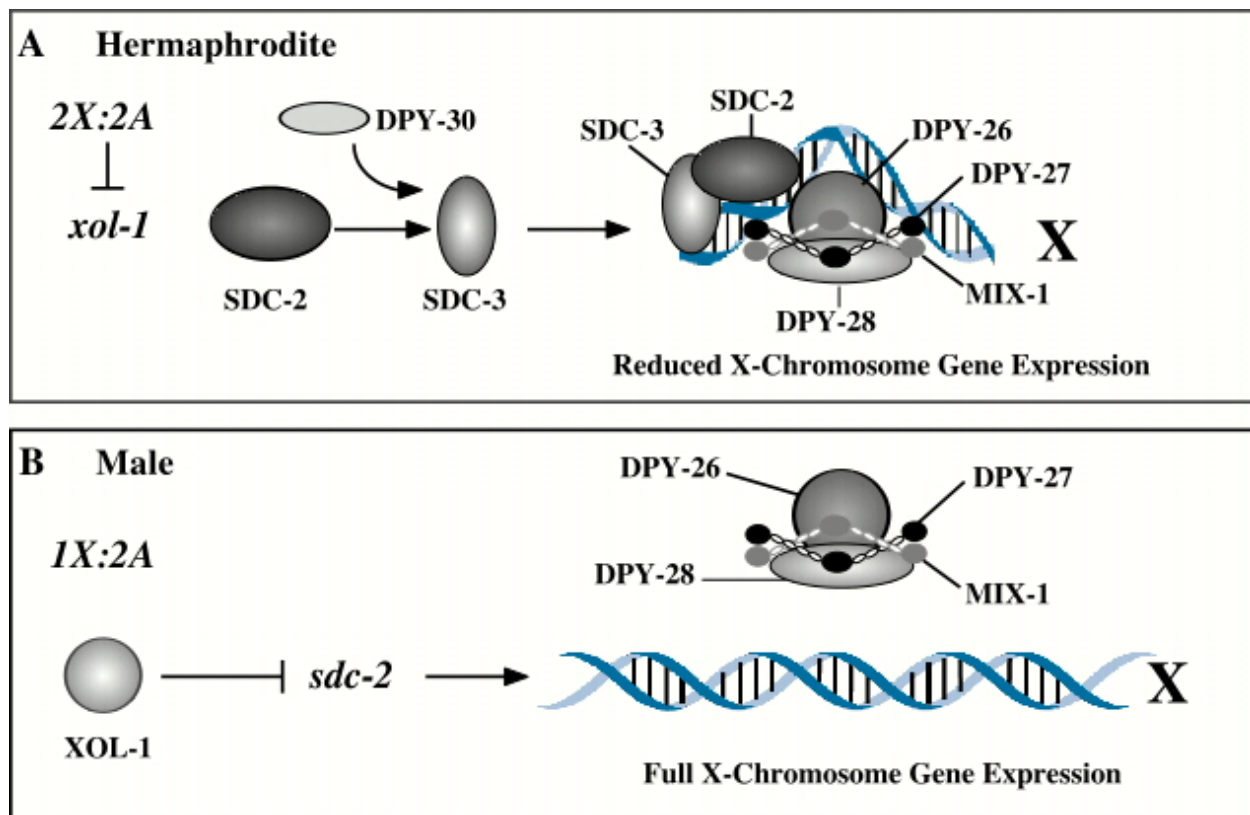 A Hermaphrodite
2X:2A
xol-1
DPY-30
SDC-2
SDC-3
SDC-3
SDC-2
DPY-26
DPY-27
X
MIX-1
DPY-28
Reduced X-Chromosome Gene Expression
B Male
1X:2A
XOL-1
sdc-2
DPY-26
DPY-27
DPY-28
MIX-1
X
Full X-Chromosome Gene Expression